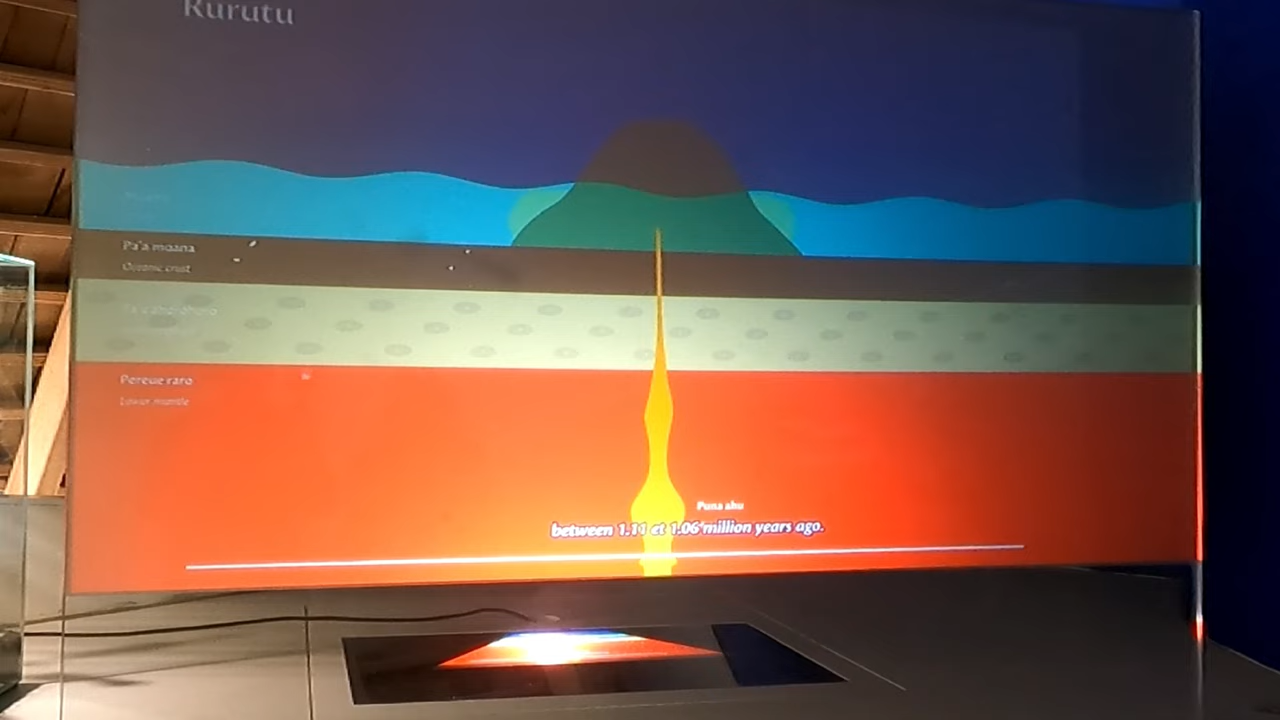 Rurutu
Pa'a moana
Oceanic crust
Pereue raro
Lower mantle
Puna ahu
between 1.11 et 1.06 million years ago.